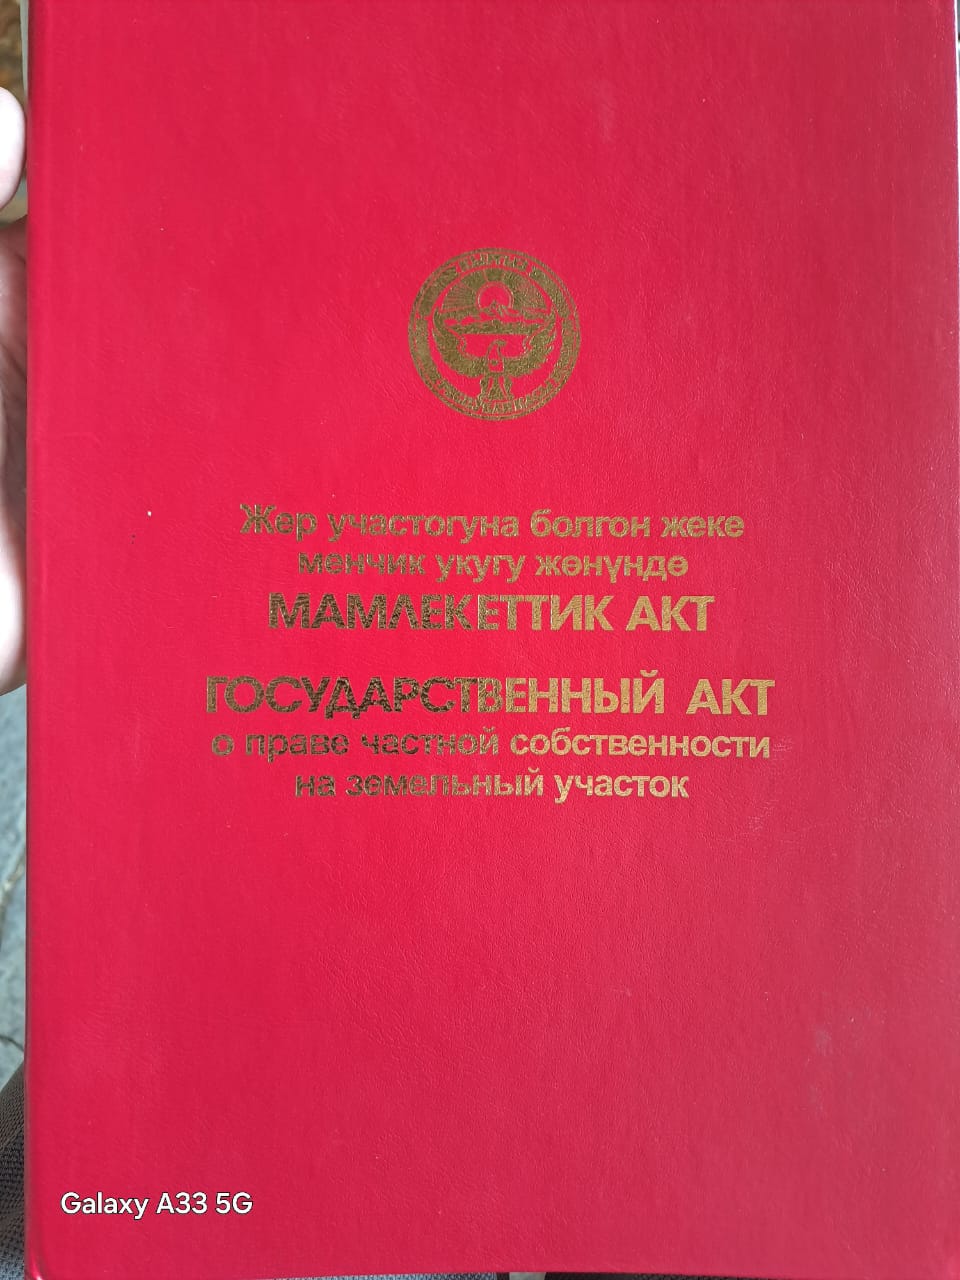 Жер участогуна болгон жеке
менчик укугу жөнүндө
МАМЛЕКЕТТИК АКТ
ГОСУДАРСТВЕННЫЙ АКТ
о праве частной собственности
на земельный участок
Galaxy A33 5G